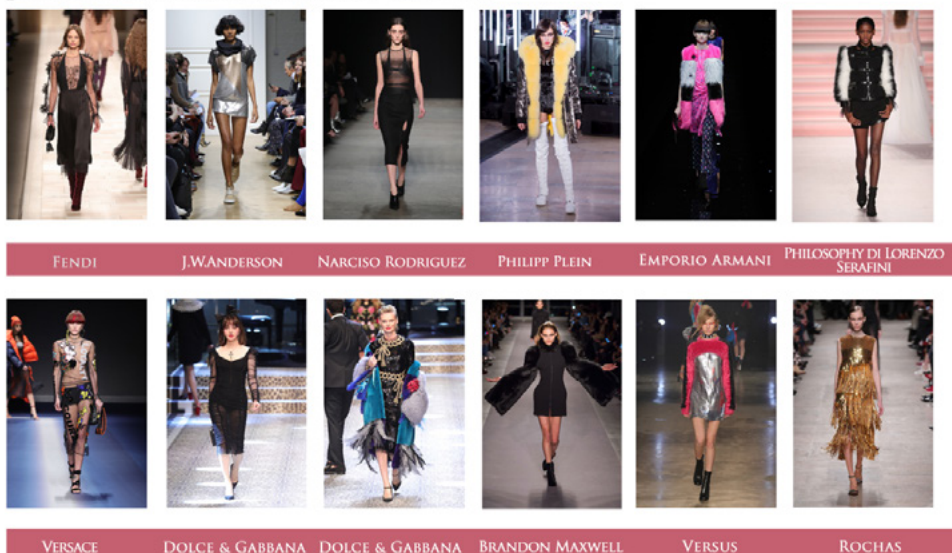 FENDI
J.W.ANDERSON
NARCISO RODRIGUEZ
PHILIPP PLEIN
EMPORIO ARMANI
PHILOSOPHY DI LORENZO
SERAFINI
VERSACE
DOLCE & GABBANA
DOLCE & GABBANA
BRANDON MAXWELL
VERSUS
ROCHAS